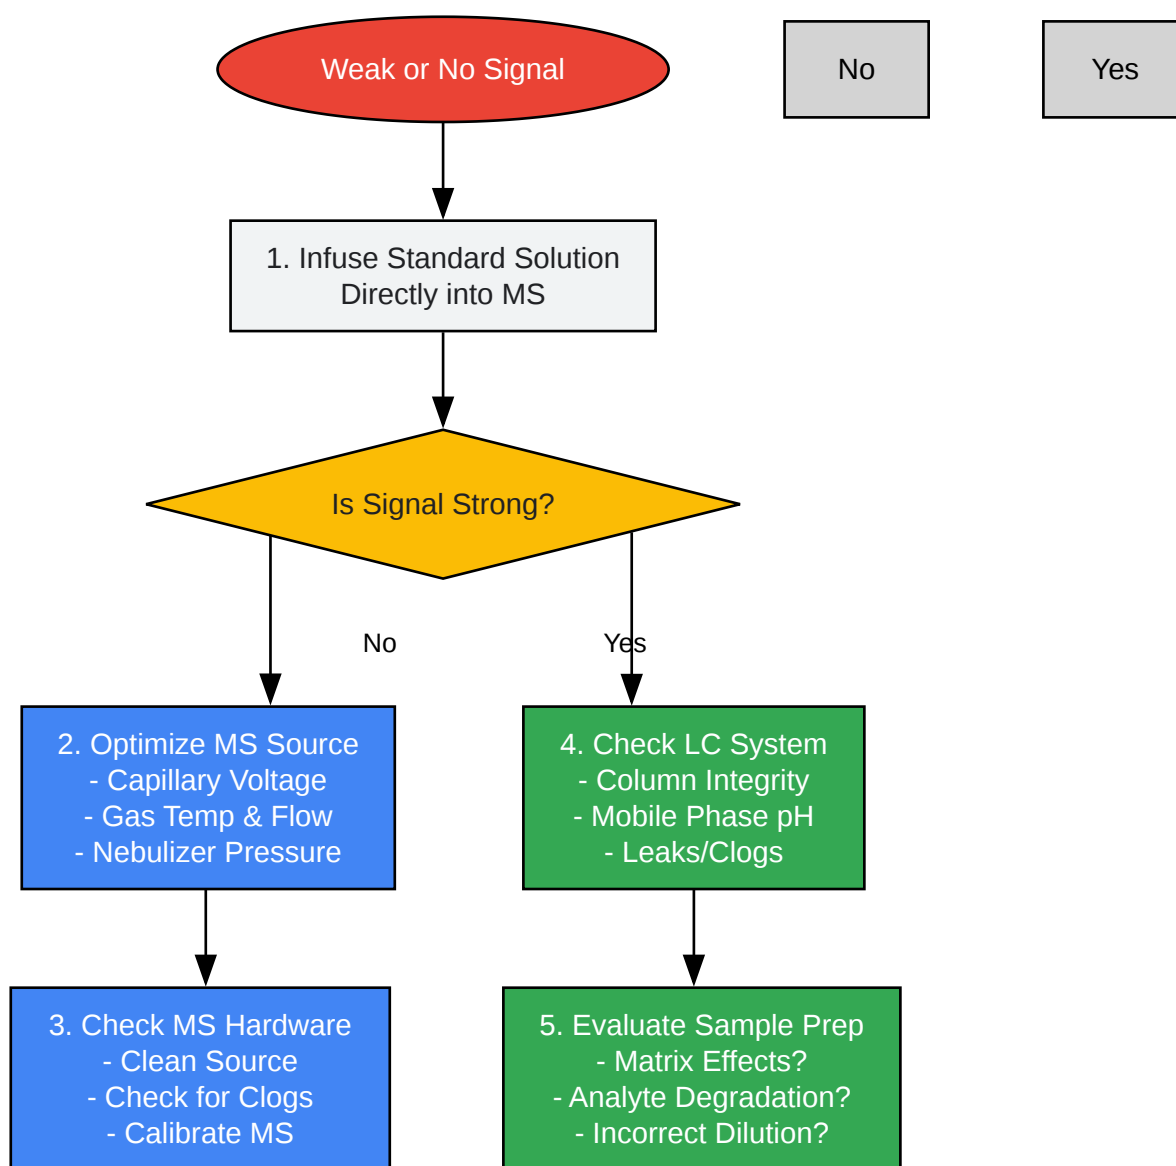 Weak or No Signal
No
Yes
1. Infuse Standard Solution
Directly into MS
Is Signal Strong?
No
Yes
2. Optimize MS Source
- Capillary Voltage
- Gas Temp & Flow
- Nebulizer Pressure
4. Check LC System
- Column Integrity
- Mobile Phase pH
- Leaks/Clogs
3. Check MS Hardware
- Clean Source
- Check for Clogs
- Calibrate MS
5. Evaluate Sample Prep
- Matrix Effects?
- Analyte Degradation?
- Incorrect Dilution?